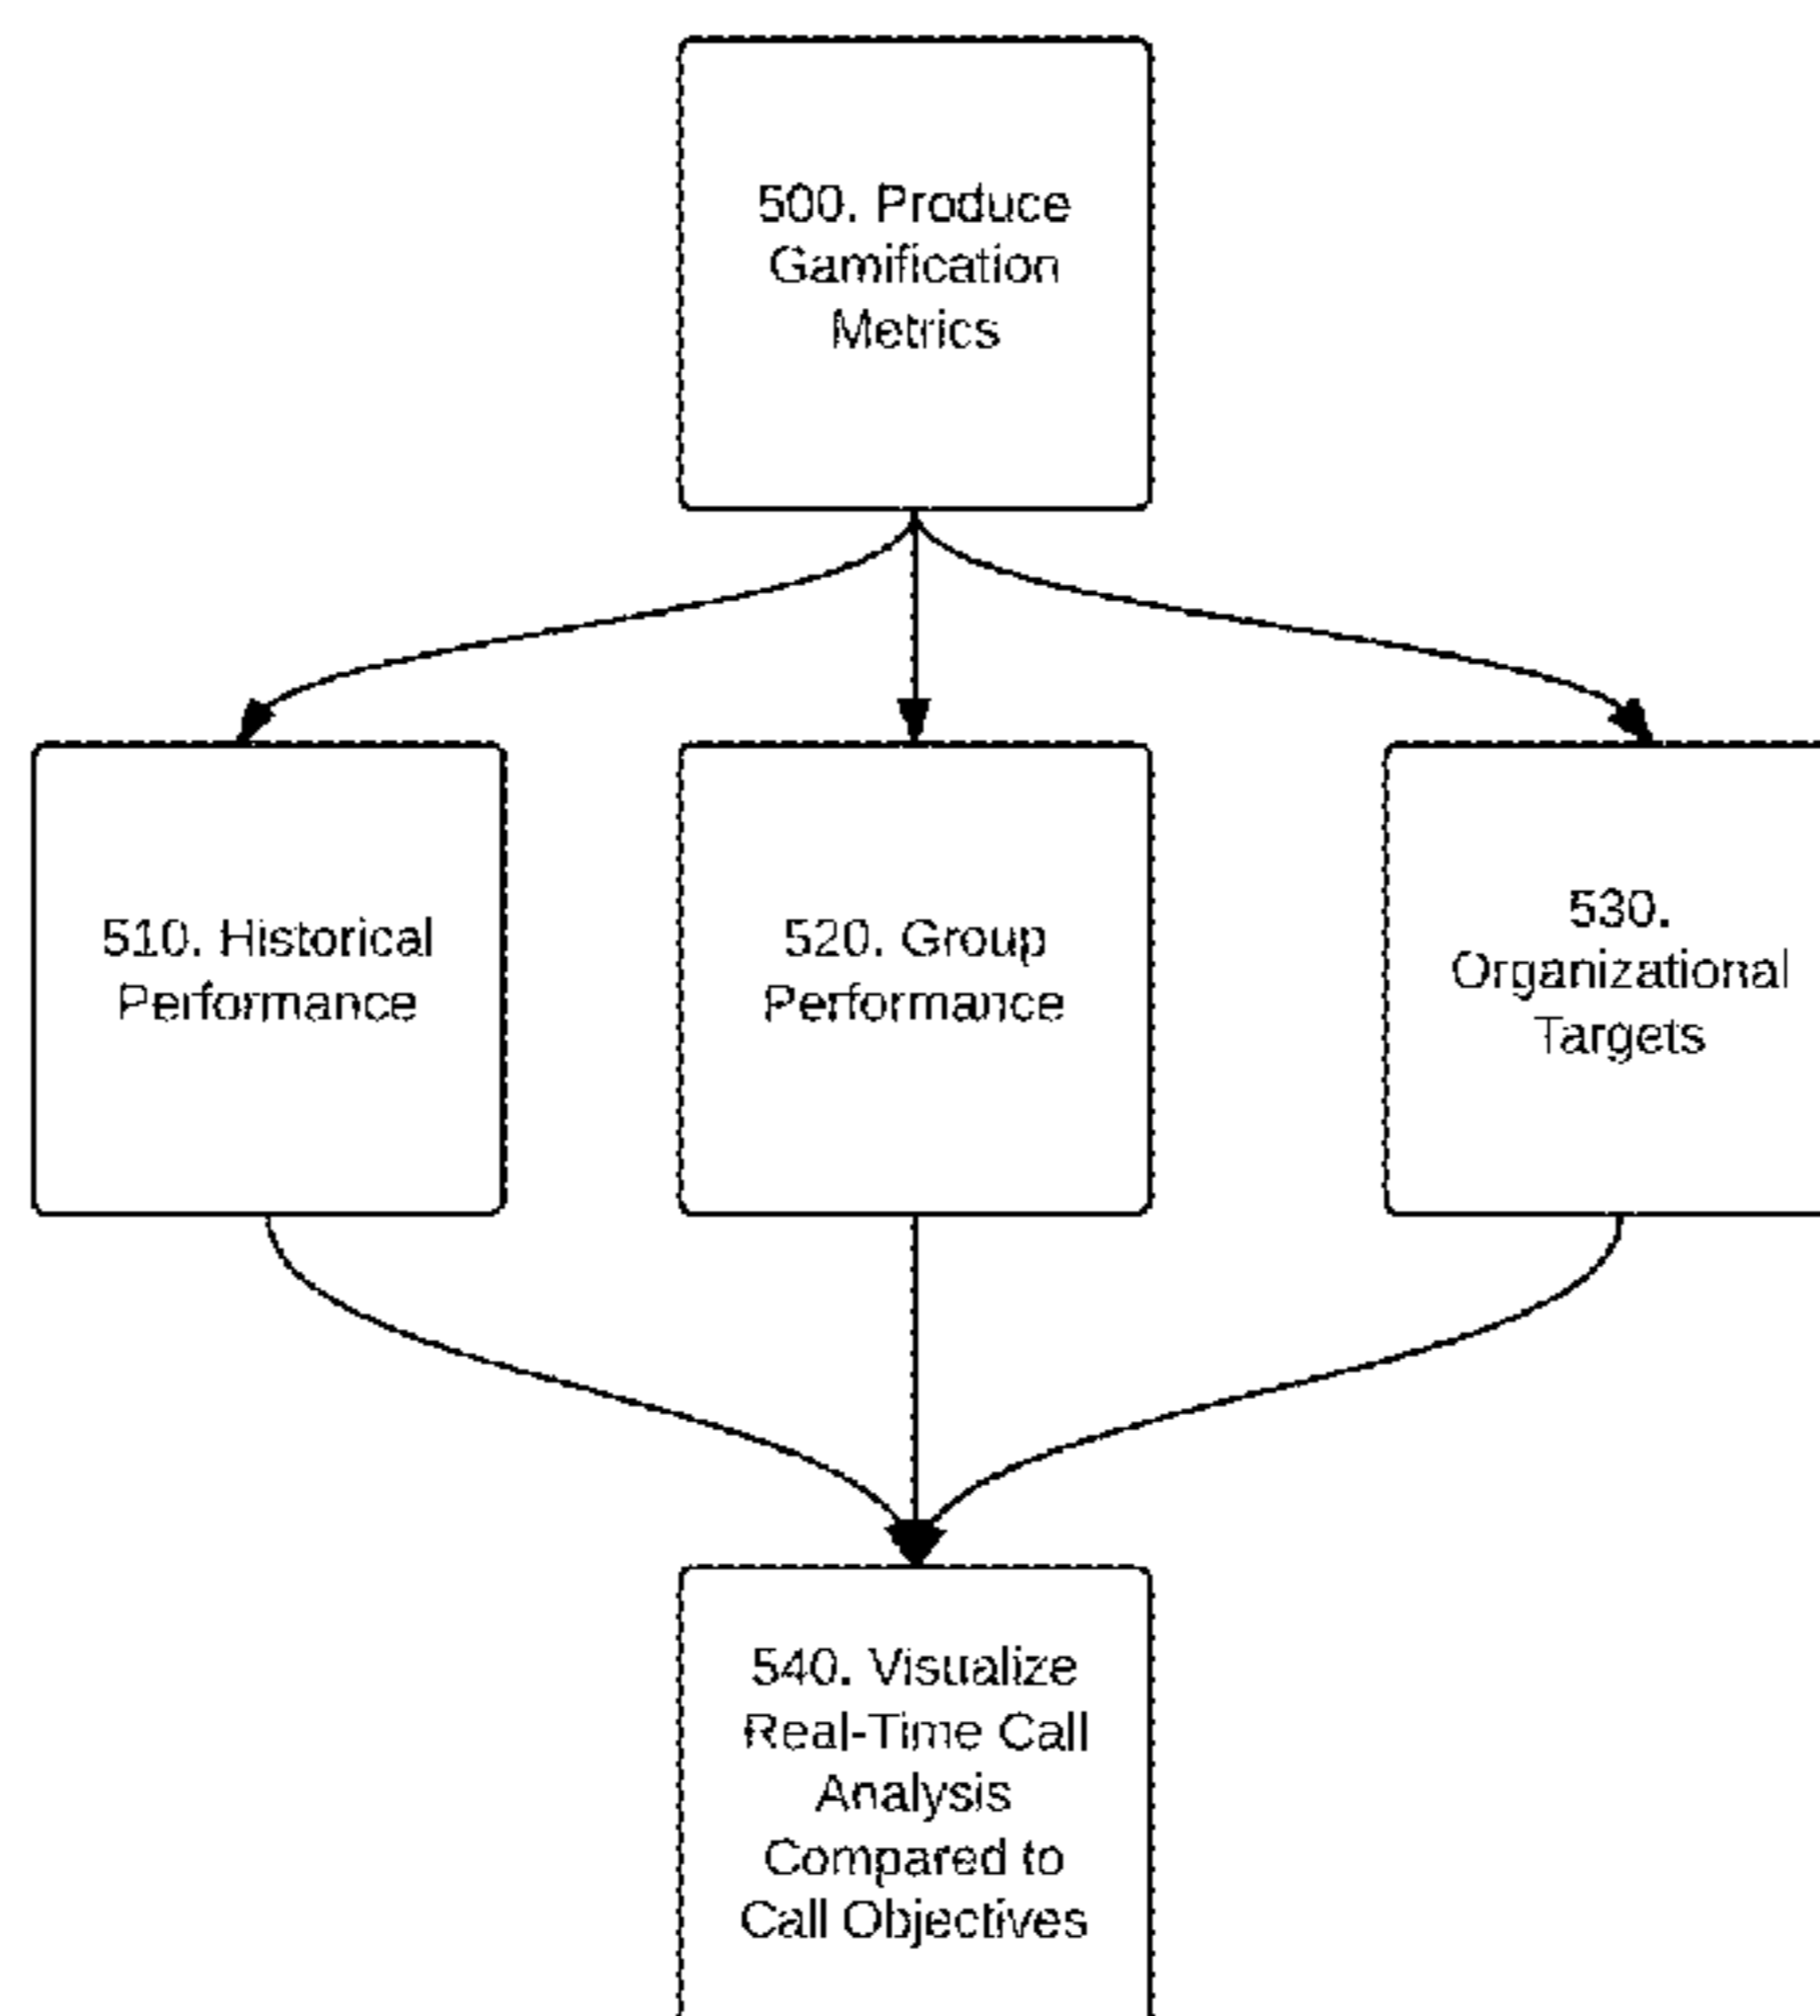 500. Produce
Gamification
Metrics
510. Historical
Performance
520. Group
Performance
530.
Organizational
Targets
540. Visualize
Real-Time Call
Analysis
Compared to
Call Objectives